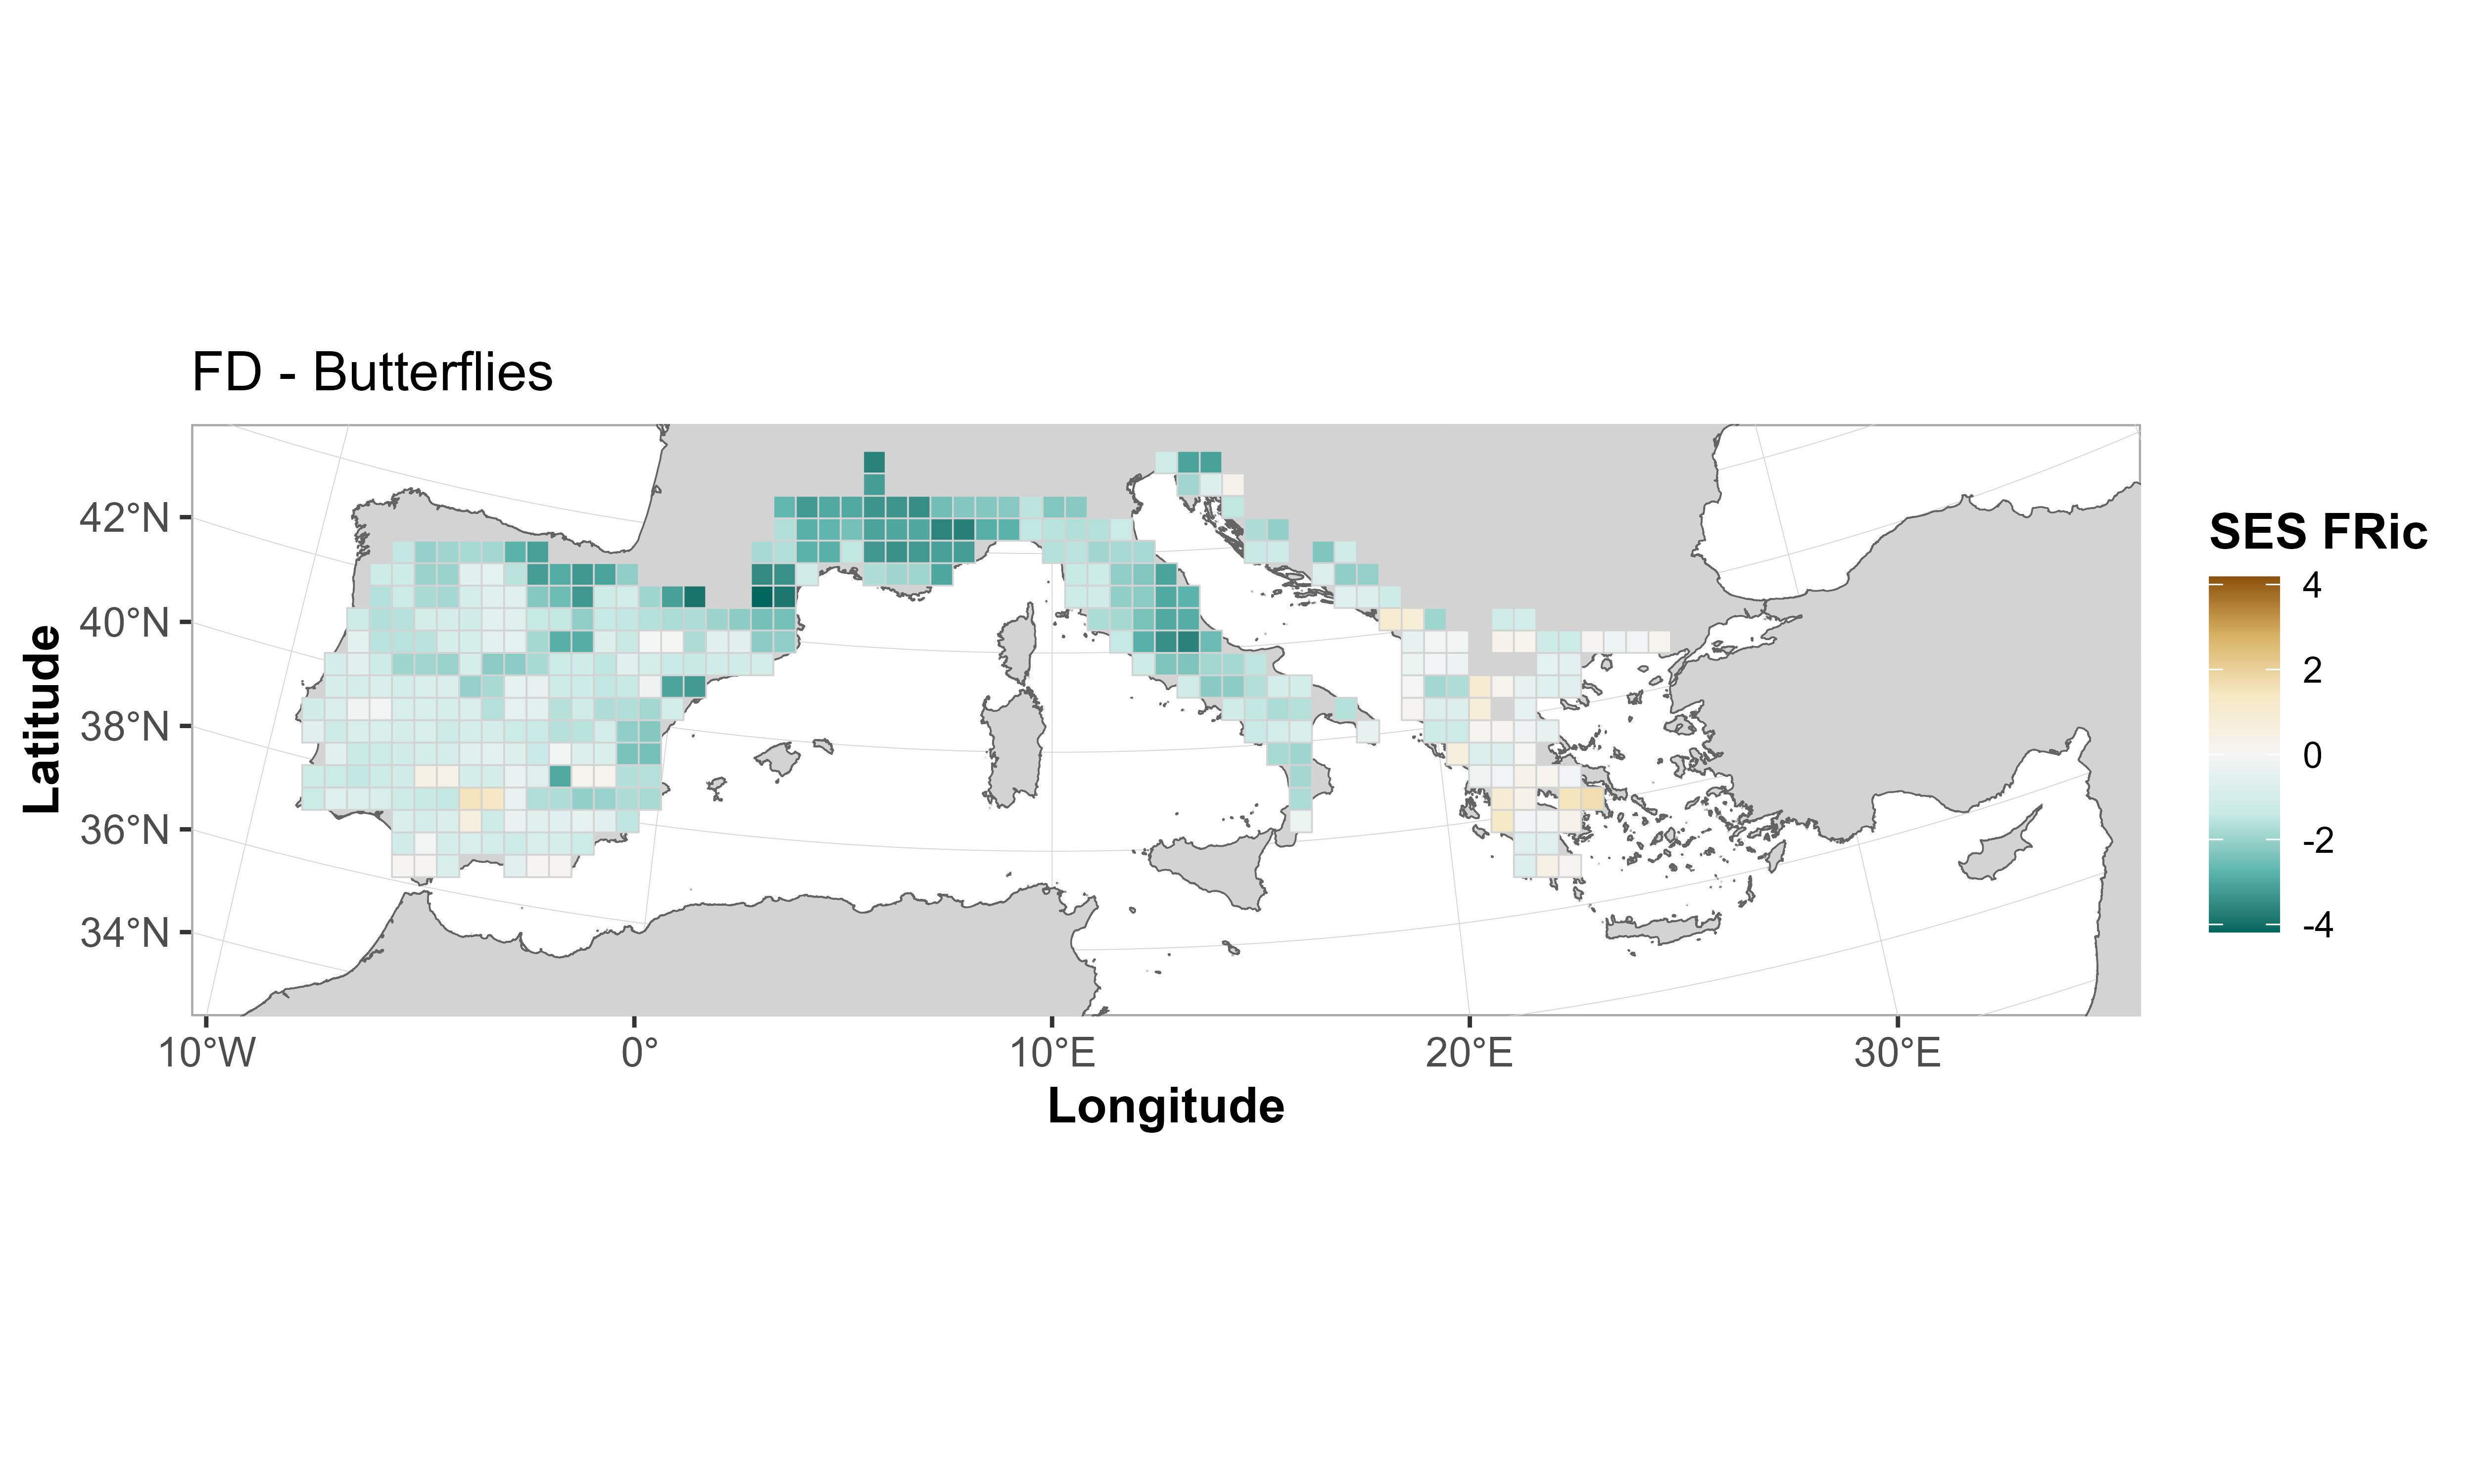 FD - Butterflies
42°N
40°N
38°N
36°N
34°N
Latitude
10°W
0°
10°E
20°E
30°E
Longitude
SES FRic
4
2
0
-2
-4